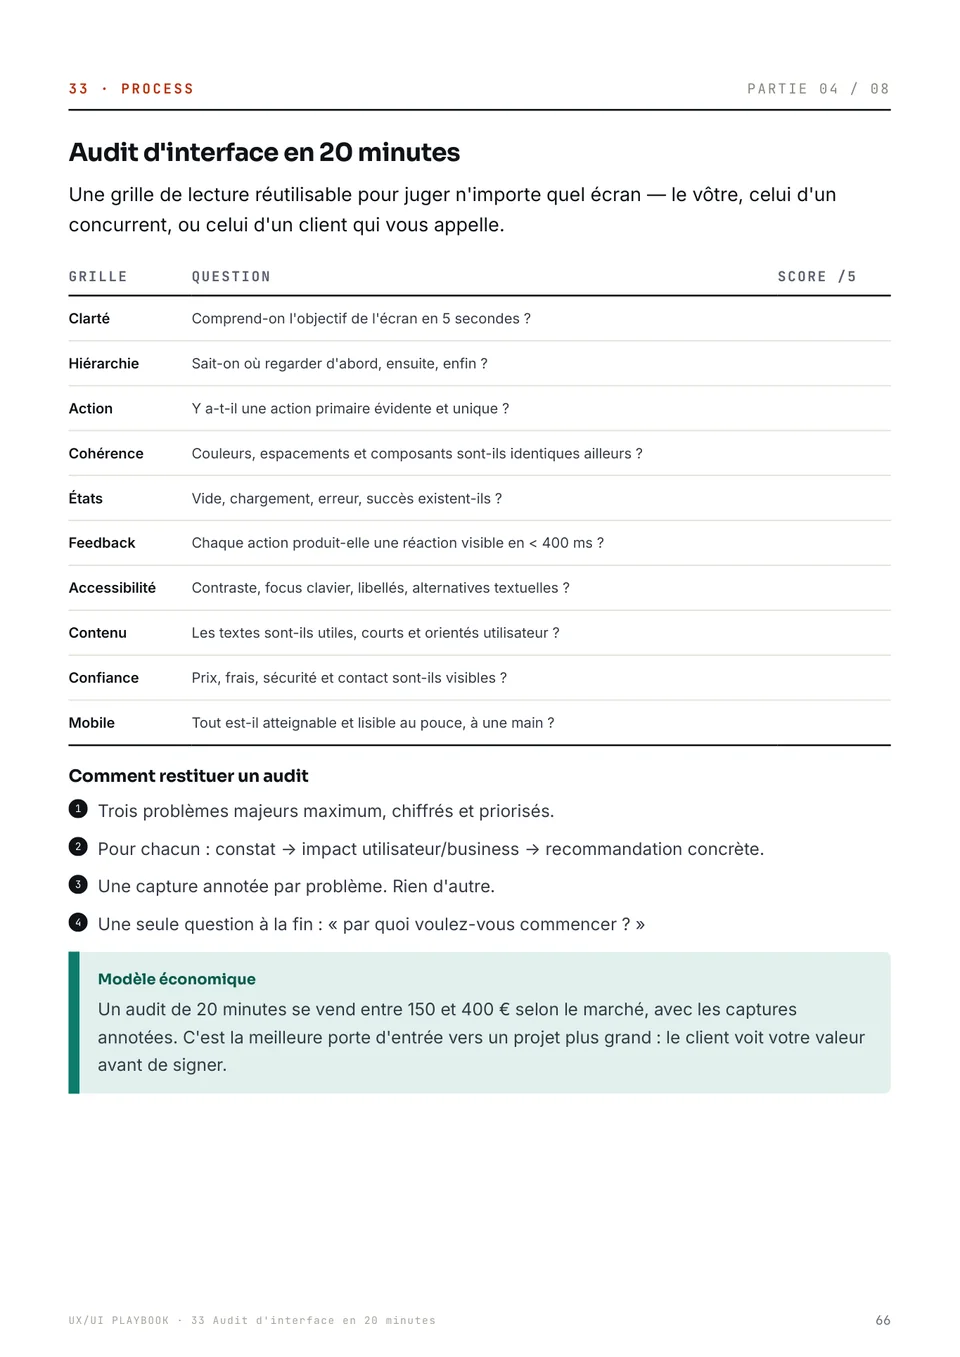 33 · PROCESS
PARTIE 04 / 08
Audit d'interface en 20 minutes
Une grille de lecture réutilisable pour juger n'importe quel écran — le vôtre, celui d'un
concurrent, ou celui d'un client qui vous appelle.
GRILLE QUESTION SCORE /5
Clarté Comprend-on l'objectif de l'écran en 5 secondes ?
Hiérarchie Sait-on où regarder d'abord, ensuite, enfin ?
Action Y a-t-il une action primaire évidente et unique ?
Cohérence Couleurs, espacements et composants sont-ils identiques ailleurs ?
États Vide, chargement, erreur, succès existent-ils ?
Feedback Chaque action produit-elle une réaction visible en < 400 ms ?
Accessibilité Contraste, focus clavier, libellés, alternatives textuelles ?
Contenu Les textes sont-ils utiles, courts et orientés utilisateur ?
Confiance Prix, frais, sécurité et contact sont-ils visibles ?
Mobile Tout est-il atteignable et lisible au pouce, à une main ?
Comment restituer un audit
1 Trois problèmes majeurs maximum, chiffrés et priorisés.
2 Pour chacun : constat → impact utilisateur/business → recommandation concrète.
3 Une capture annotée par problème. Rien d'autre.
4 Une seule question à la fin : « par quoi voulez-vous commencer ? »
Modèle économique
Un audit de 20 minutes se vend entre 150 et 400 € selon le marché, avec les captures
annotées. C'est la meilleure porte d'entrée vers un projet plus grand : le client voit votre valeur
avant de signer.
UX/UI PLAYBOOK · 33 Audit d'interface en 20 minutes
66